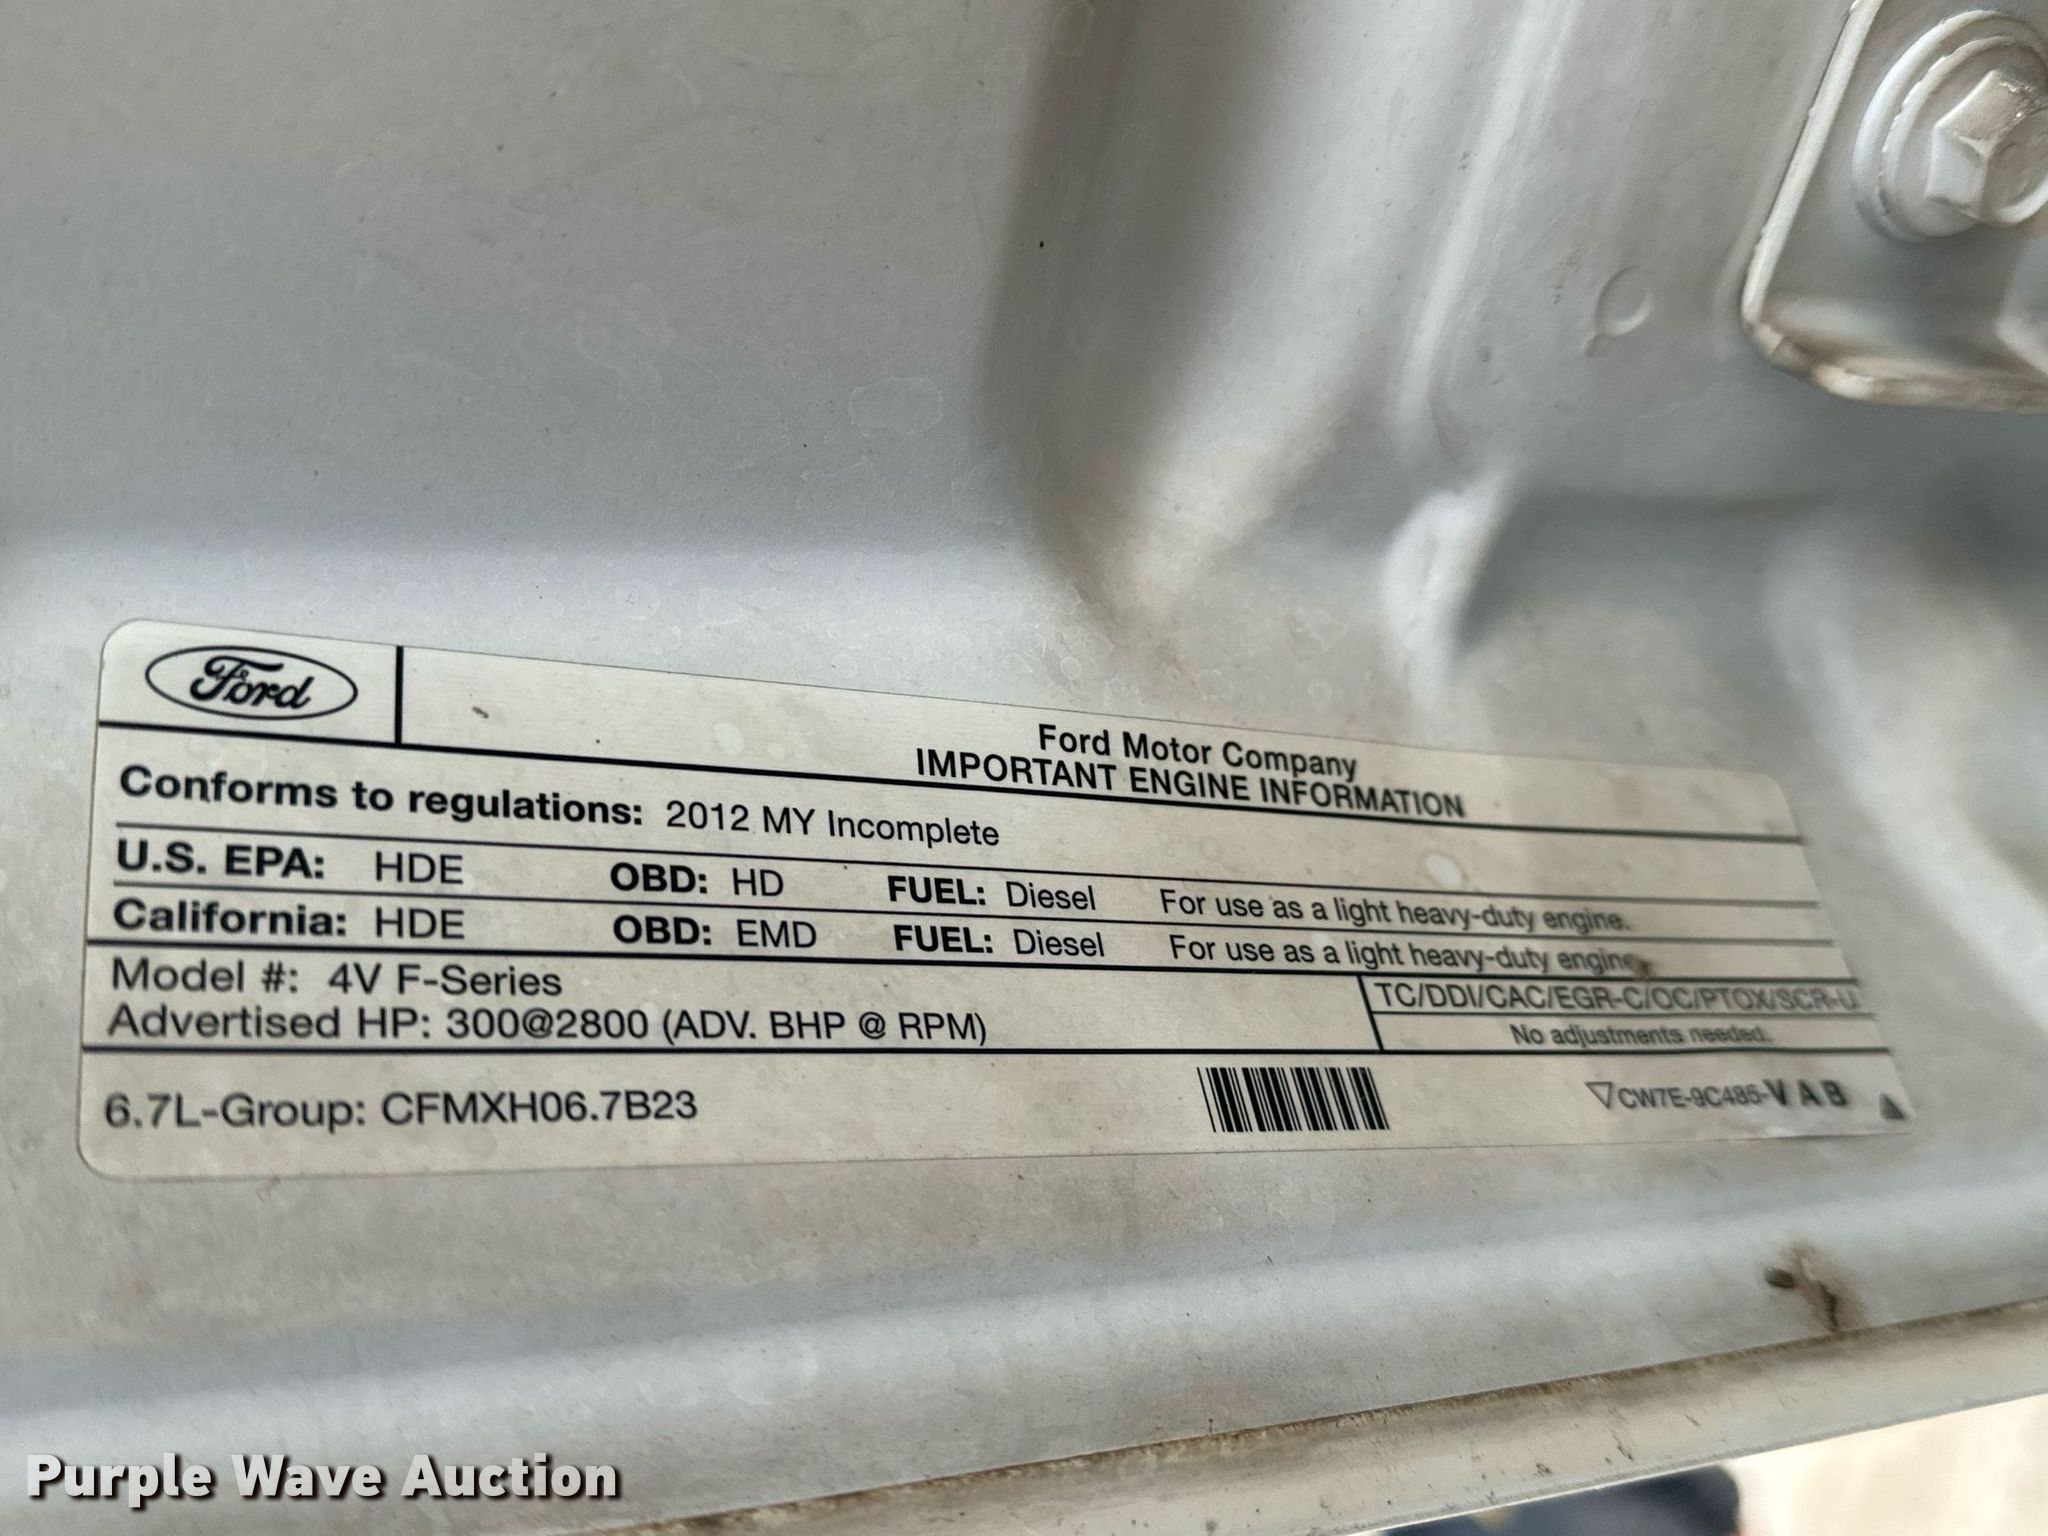 Ford
Ford Motor Company
IMPORTANT ENGINE INFORMATION
Conforms to regulations: 2012 MY Incomplete
U.S. EPA: HDE OBD: HD FUEL: Diesel For use as a light heavy-duty engine.
California: HDE OBD: EMD FUEL: Diesel For use as a light heavy-duty engine.
Model #: 4V F-Series
Advertised HP: 300@2800 (ADV. BHP @ RPM)
TC/DDI/CAC/EGR-C/OC/PTOX/SCR-U
No adjustments needed.
6.7L-Group: CFMXH06.7B23
CW7E-9C485-VAB
Purple Wave Auction